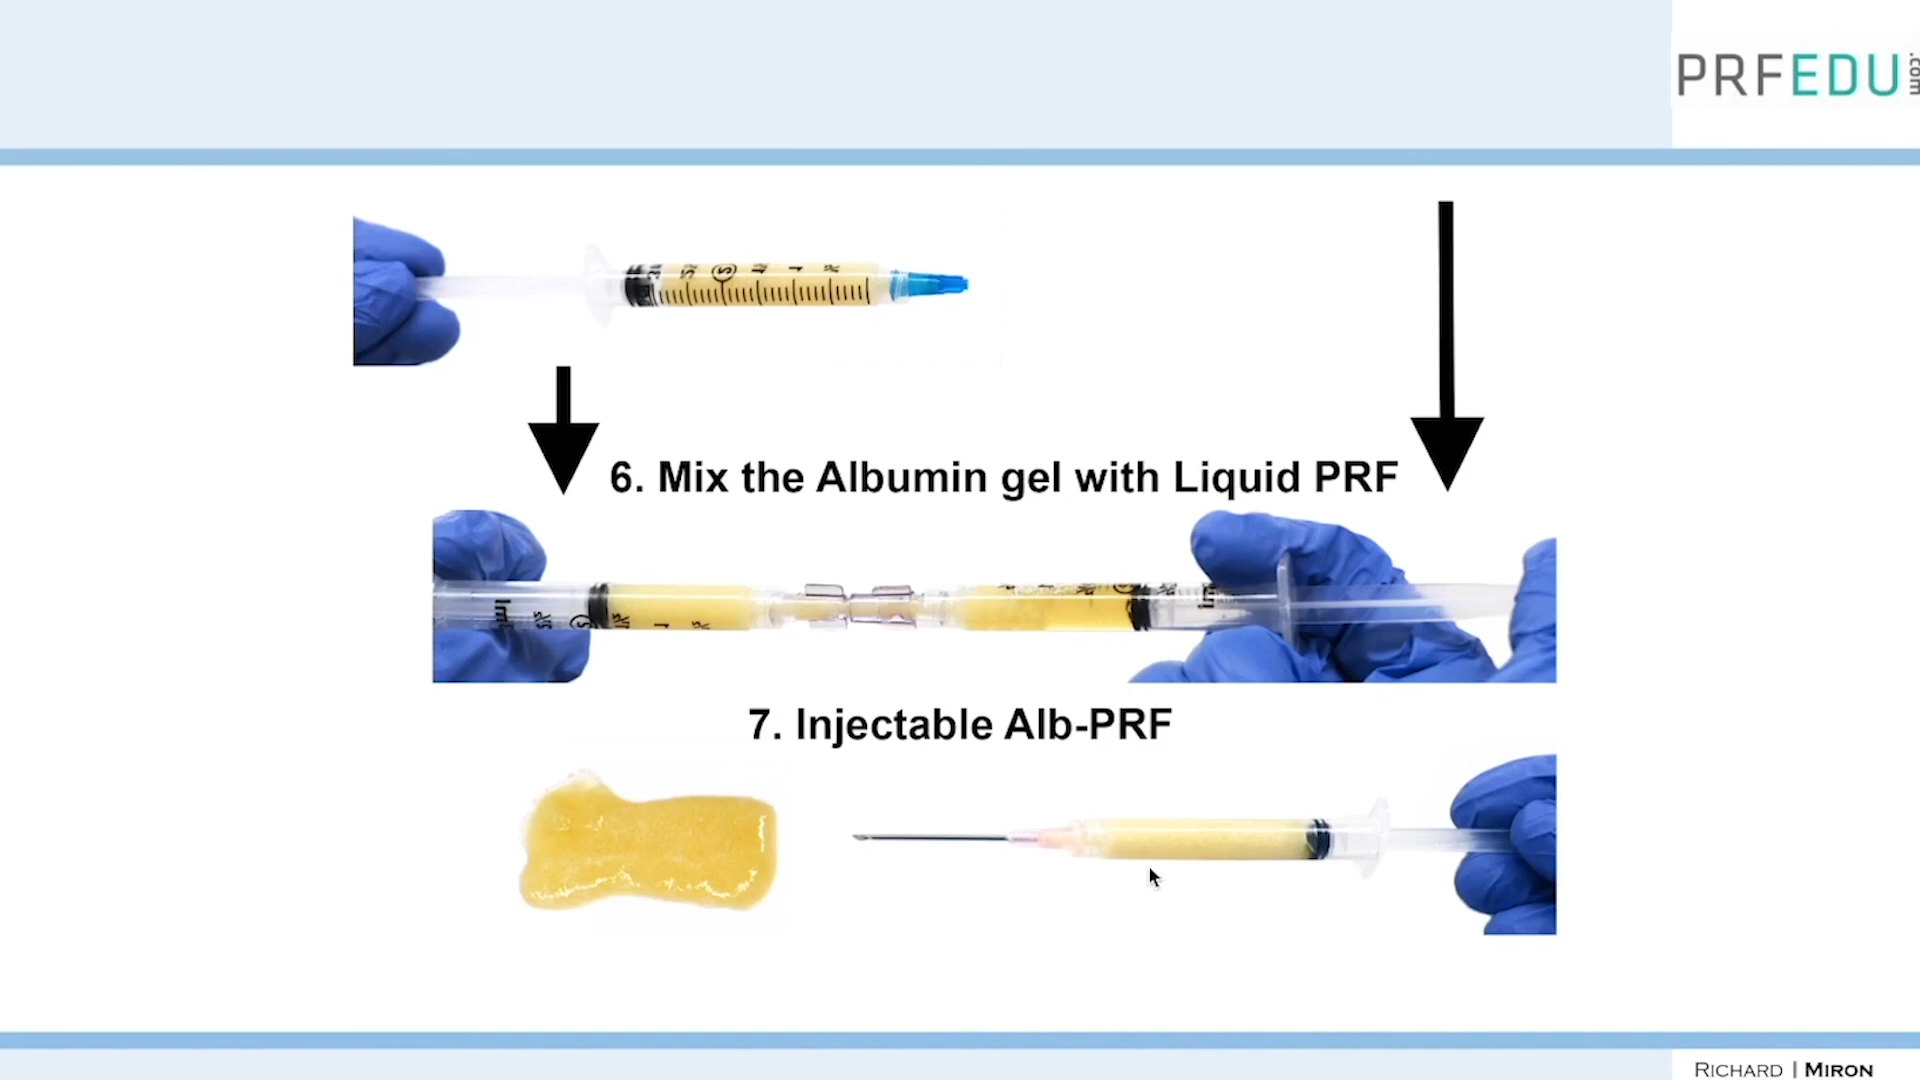 PRFEDU
.com
6. Mix the Albumin gel with Liquid PRF
7. Injectable Alb-PRF
RICHARD | MIRON